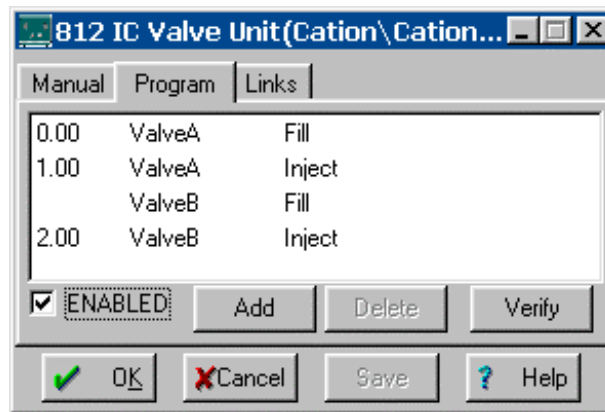 812 IC Valve Unit(Cation\Cation...
Manual Program Links
0.00 ValveA Fill
1.00 ValveA Inject
ValveB Fill
2.00 ValveB Inject
ENABLED Add Delete Verify
OK Cancel Save Help